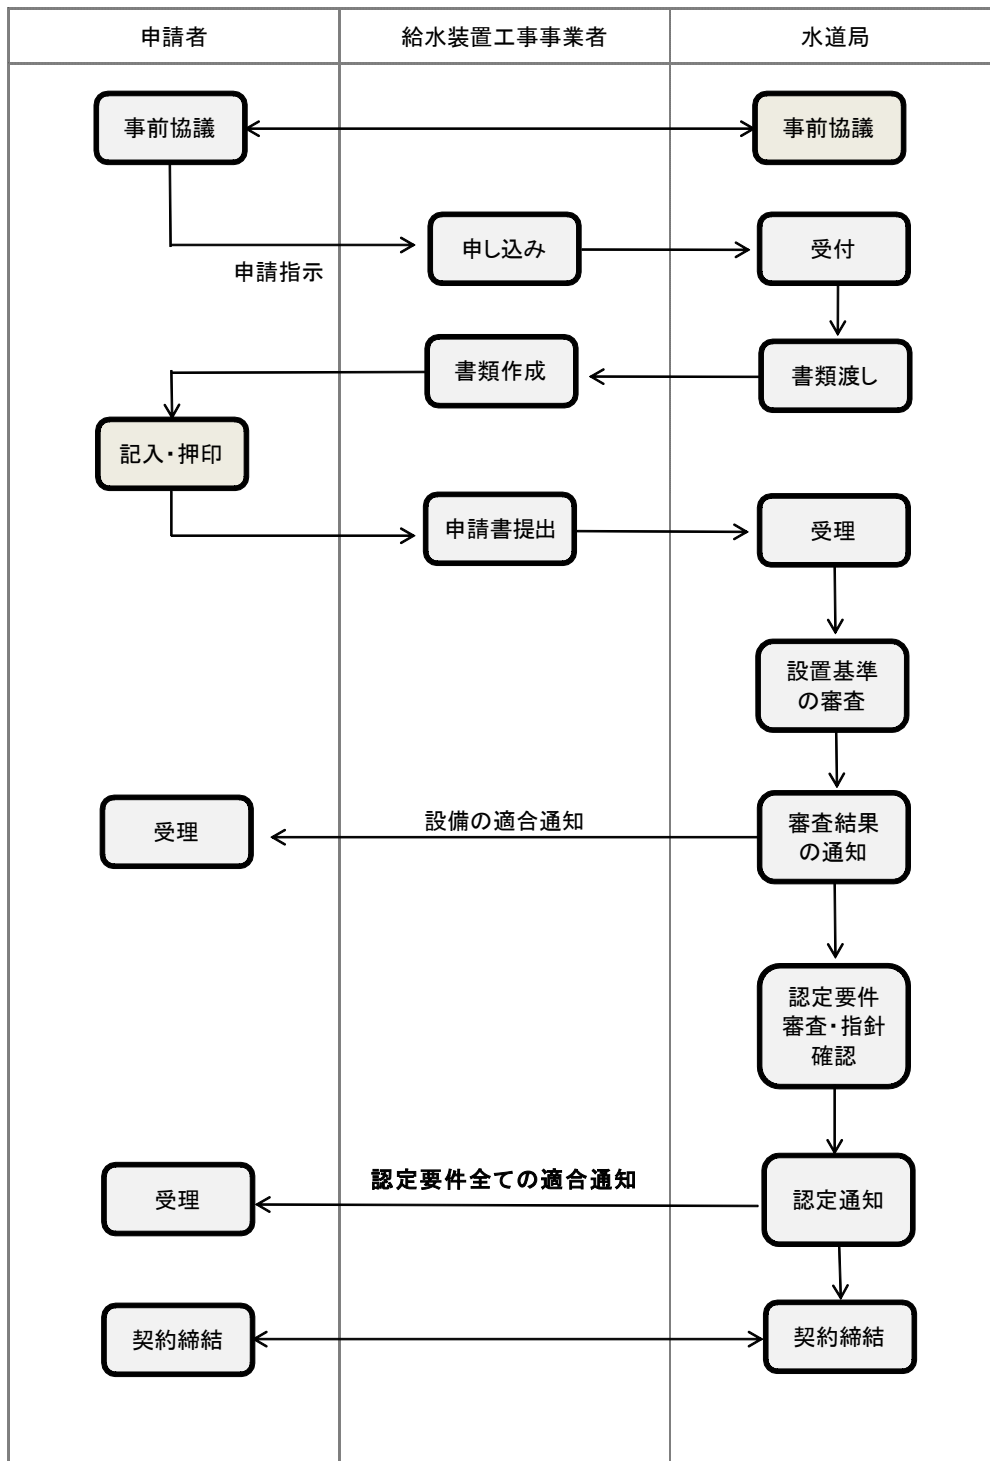 申請者
給水装置工事事業者
水道局
事前協議
事前協議
申し込み
受付
申請指示
書類作成
書類渡し
記入・押印
申請書提出
受理
設置基準
の審査
設備の適合通知
受理
審査結果
の通知
認定要件
審査・指針
確認
認定要件全ての適合通知
受理
認定通知
契約締結
契約締結